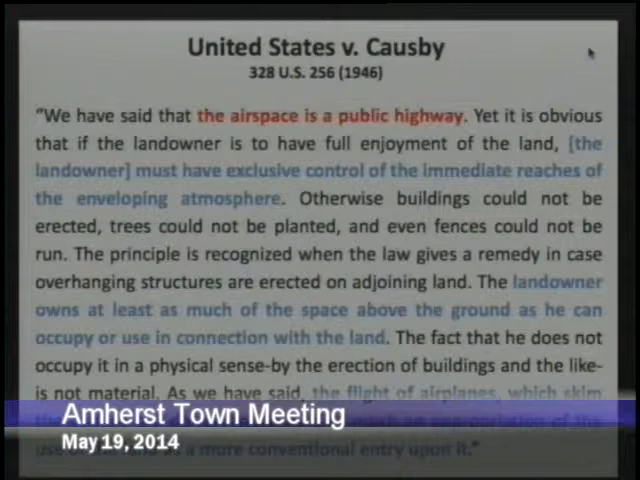 United States v. Causby
328 U.S. 256 (1946)
“We have said that the airspace is a public highway. Yet it is obvious
that if the landowner is to have full enjoyment of the land, [the
landowner] must have exclusive control of the immediate reaches of
the enveloping atmosphere. Otherwise buildings could not be
erected, trees could not be planted, and even fences could not be
run. The principle is recognized when the law gives a remedy in case
overhanging structures are erected on adjoining land. The landowner
owns at least as much of the space above the ground as he can
occupy or use in connection with the land. The fact that he does not
occupy it in a physical sense-by the erection of buildings and the like-
is not material. As we have said, the flight of airplanes, which skim
Amherst Town Meeting
May 19, 2014
as a more conventional entry upon it.”